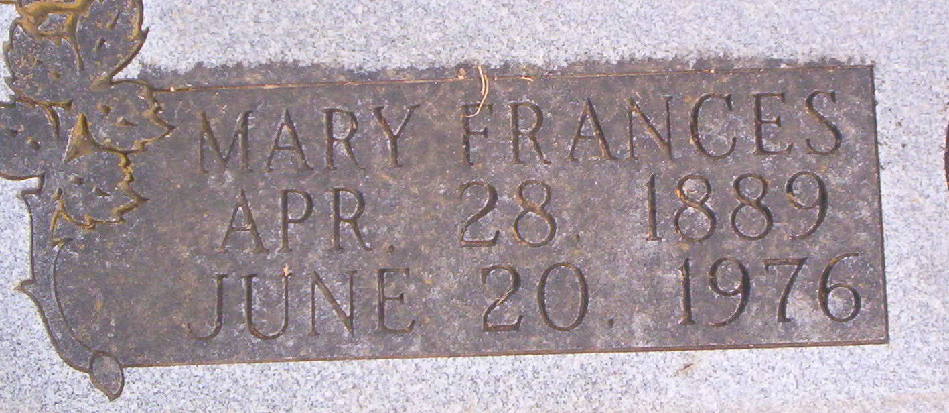 MARY FRANCES
APR. 28. 1889
JUNE 20. 1976